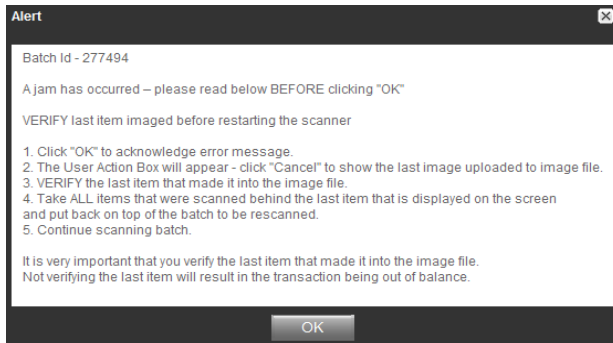 Alert
Batch Id - 277494
A jam has occurred – please read below BEFORE clicking "OK"
VERIFY last item imaged before restarting the scanner
1. Click "OK" to acknowledge error message.
2. The User Action Box will appear - click "Cancel" to show the last image uploaded to image file.
3. VERIFY the last item that made it into the image file.
4. Take ALL items that were scanned behind the last item that is displayed on the screen
and put back on top of the batch to be rescanned.
5. Continue scanning batch.
It is very important that you verify the last item that made it into the image file.
Not verifying the last item will result in the transaction being out of balance.
OK